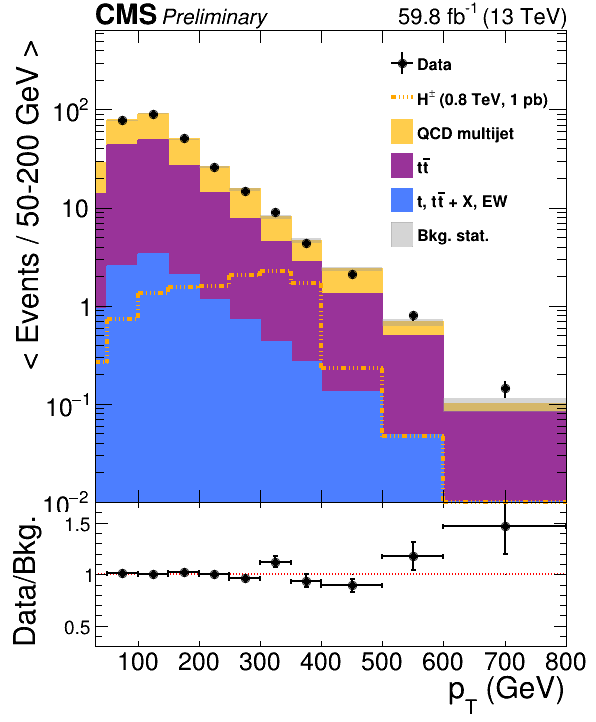 CMS Preliminary 59.8 fb⁻¹ (13 TeV)
< Events / 50-200 GeV >
10²
10
1
10⁻¹
10⁻²
Data
H± (0.8 TeV, 1 pb)
QCD multijet
tt̄
t, tt̄ + X, EW
Bkg. stat.
Data/Bkg.
1.5
1
0.5
100 200 300 400 500 600 700 800
p_T (GeV)